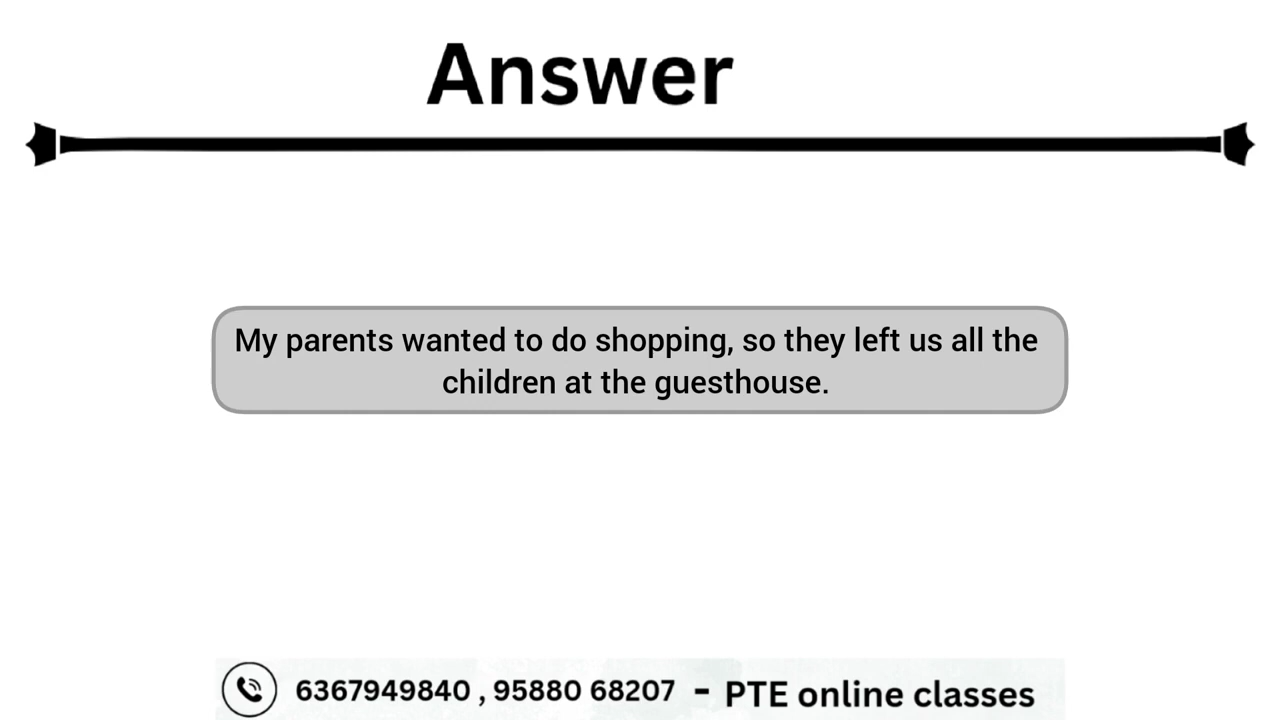 Answer
My parents wanted to do shopping, so they left us all the
children at the guesthouse.
6367949840 , 95880 68207 - PTE online classes